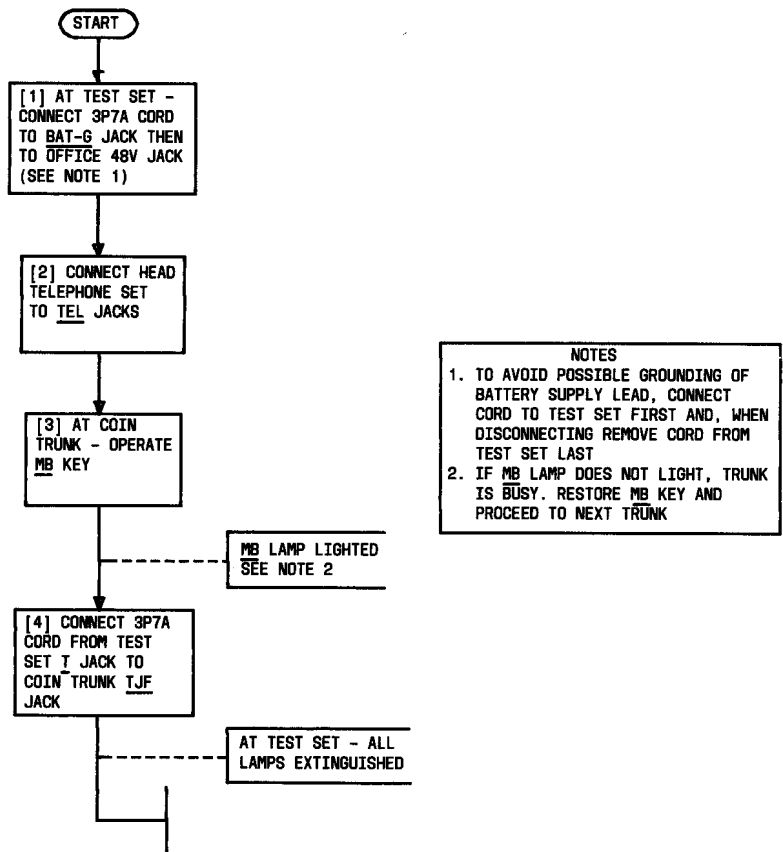 START
[1] AT TEST SET -
CONNECT 3P7A CORD
TO BAT-G JACK THEN
TO OFFICE 48V JACK
(SEE NOTE 1)
[2] CONNECT HEAD
TELEPHONE SET
TO TEL JACKS
[3] AT COIN
TRUNK - OPERATE
MB KEY
MB LAMP LIGHTED
SEE NOTE 2
[4] CONNECT 3P7A
CORD FROM TEST
SET T JACK TO
COIN TRUNK TJF
JACK
AT TEST SET - ALL
LAMPS EXTINGUISHED
NOTES
1. TO AVOID POSSIBLE GROUNDING OF
BATTERY SUPPLY LEAD, CONNECT
CORD TO TEST SET FIRST AND, WHEN
DISCONNECTING REMOVE CORD FROM
TEST SET LAST
2. IF MB LAMP DOES NOT LIGHT, TRUNK
IS BUSY. RESTORE MB KEY AND
PROCEED TO NEXT TRUNK